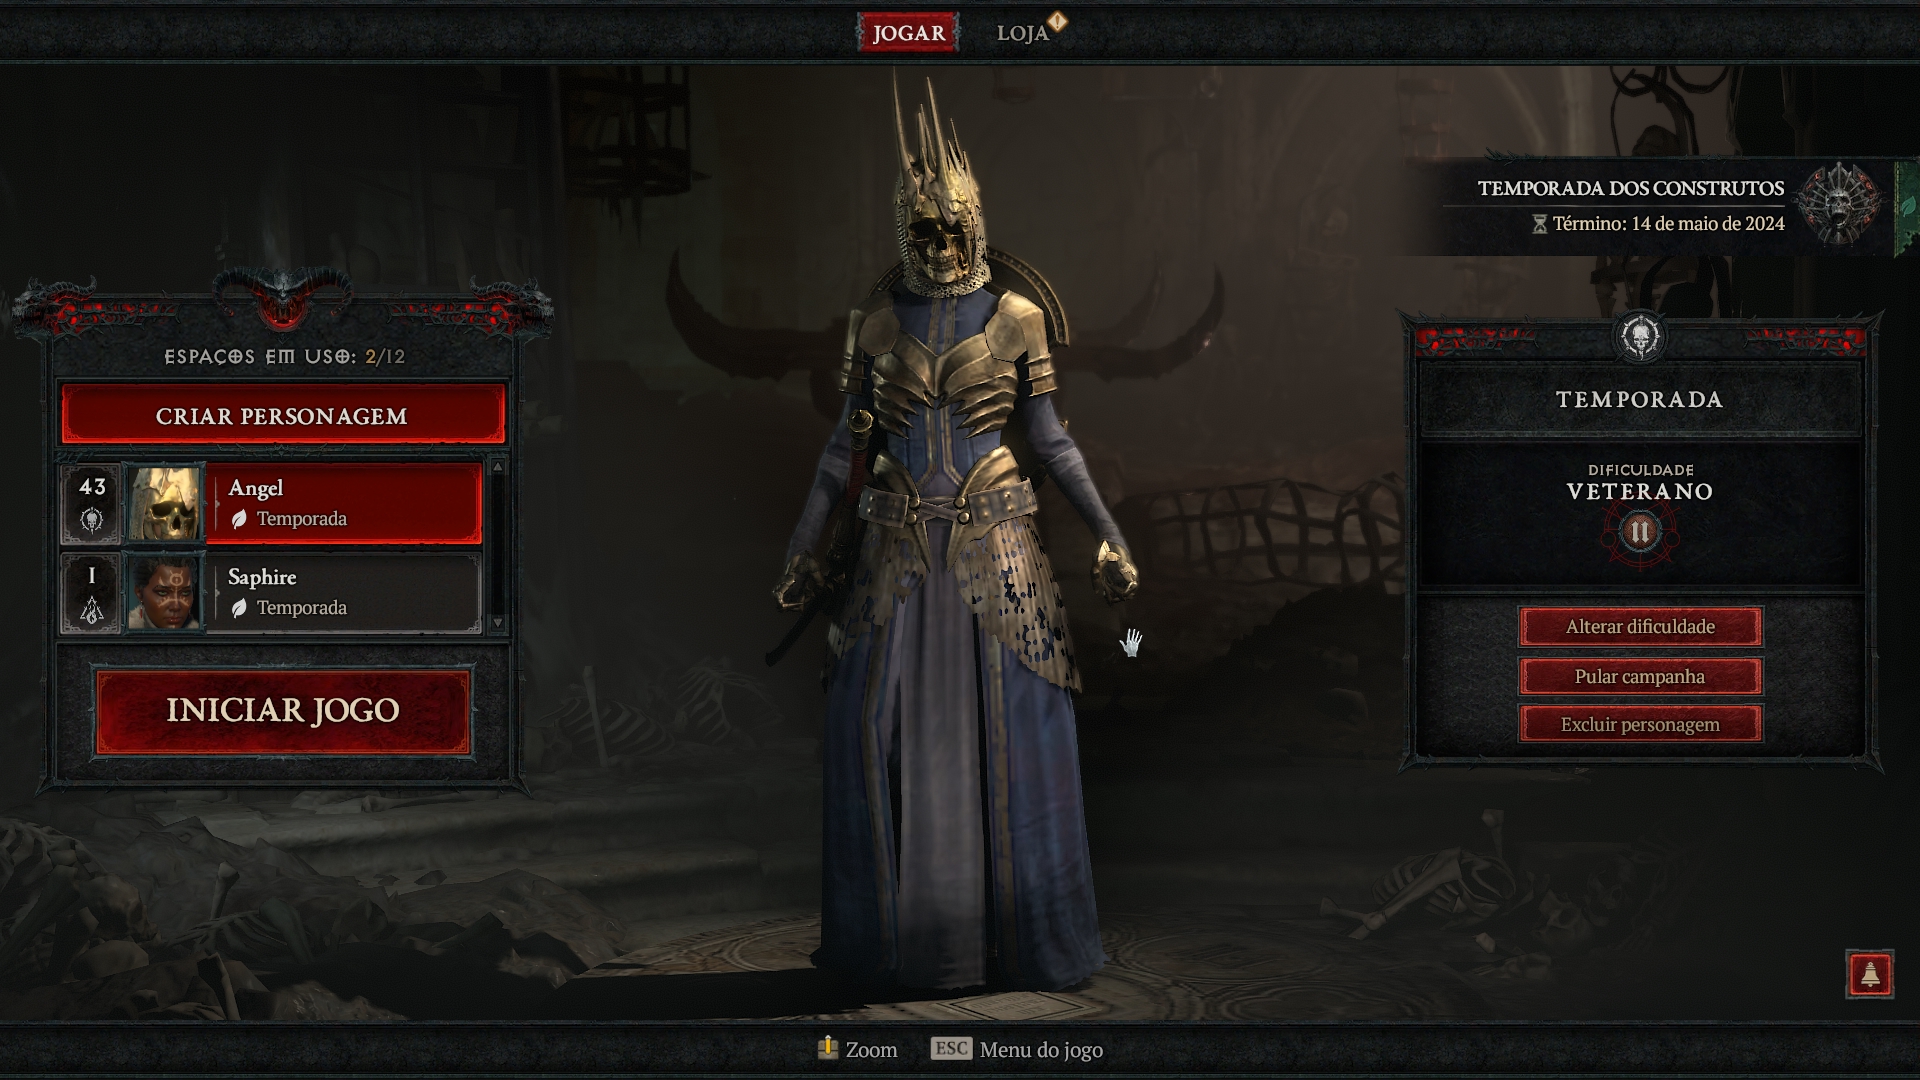 JOGAR
LOJA
TEMPORADA DOS CONSTRUTOS
Término: 14 de maio de 2024
ESPAÇOS EM USO: 2/12
CRIAR PERSONAGEM
43
Angel
Temporada
1
Saphire
Temporada
INICIAR JOGO
TEMPORADA
DIFICULDADE
VETERANO
II
Alterar dificuldade
Pular campanha
Excluir personagem
Zoom
ESC Menu do jogo